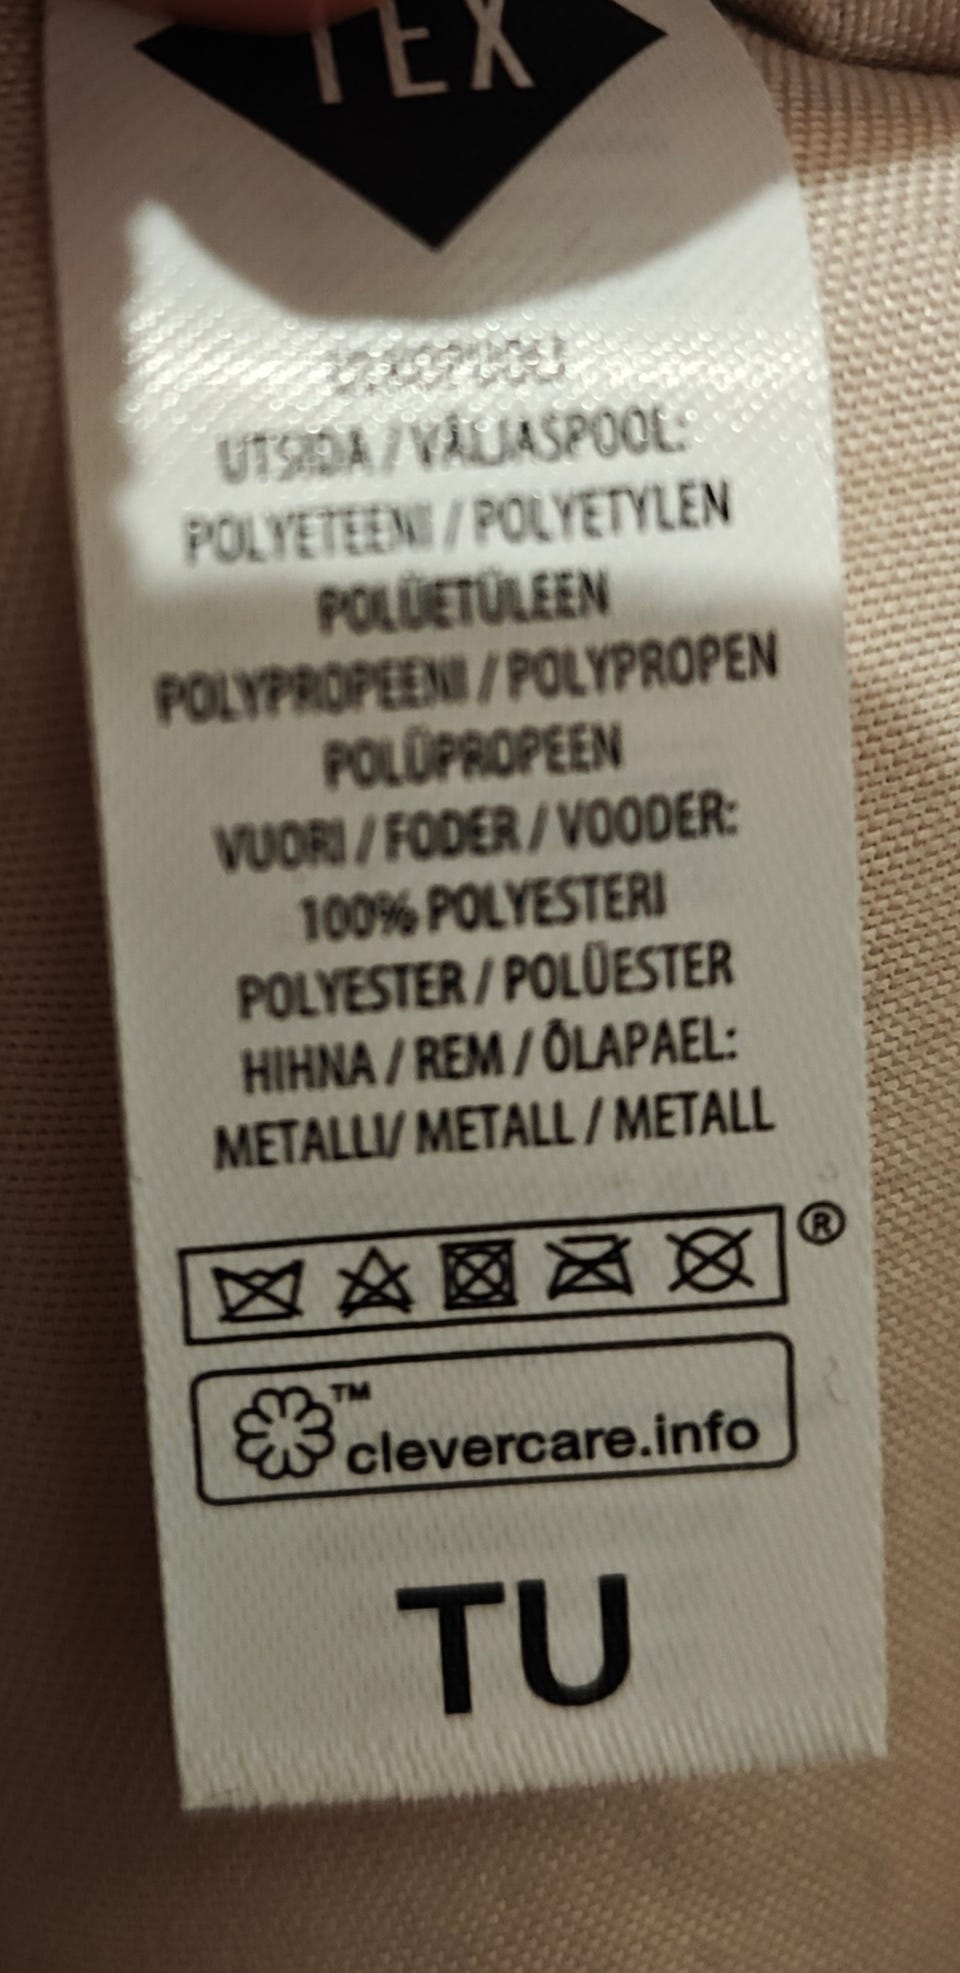 TEX
UTSIDA / VÄLJASPOOL:
POLYETEENI / POLYETYLEN
POLÜETÜLEEN
POLYPROPEENI / POLYPROPEN
POLÜPROPEEN
VUORI / FODER / VOODER:
100% POLYESTERI
POLYESTER / POLÜESTER
HIHNA / REM / ÕLAPAEL:
METALLI/ METALL / METALL
®
™
clevercare.info
TU